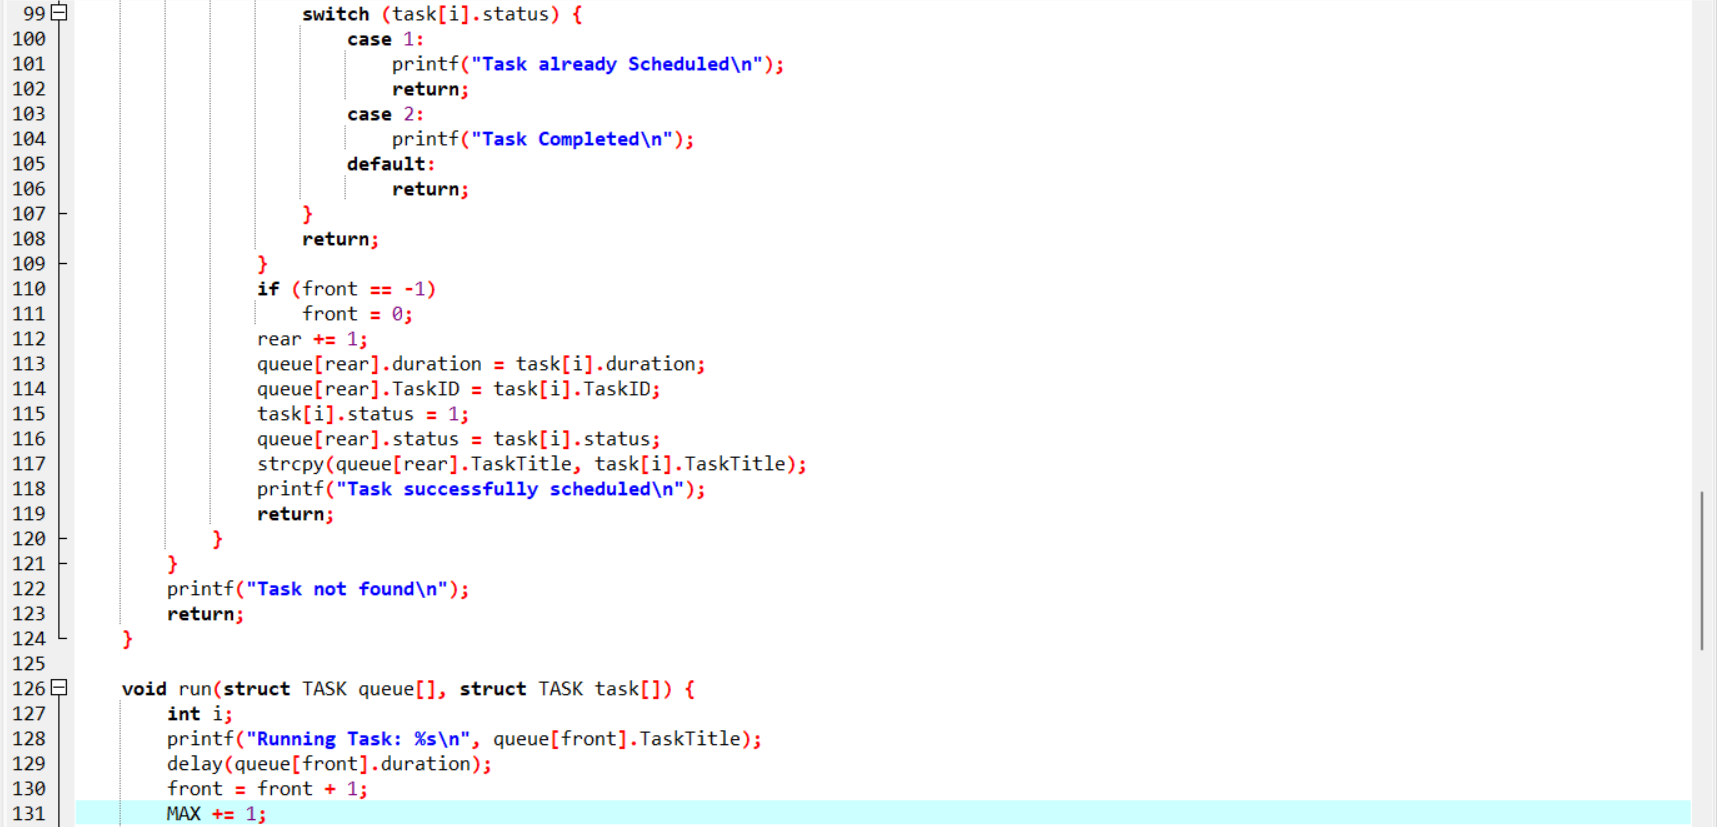 99 switch (task[i].status) {
100 case 1:
101 printf("Task already Scheduled\n");
102 return;
103 case 2:
104 printf("Task Completed\n");
105 default:
106 return;
107 }
108 return;
109 }
110 if (front == -1)
111 front = 0;
112 rear += 1;
113 queue[rear].duration = task[i].duration;
114 queue[rear].TaskID = task[i].TaskID;
115 task[i].status = 1;
116 queue[rear].status = task[i].status;
117 strcpy(queue[rear].TaskTitle, task[i].TaskTitle);
118 printf("Task successfully scheduled\n");
119 return;
120 }
121 }
122 printf("Task not found\n");
123 return;
124 }
125
126 void run(struct TASK queue[], struct TASK task[]) {
127 int i;
128 printf("Running Task: %s\n", queue[front].TaskTitle);
129 delay(queue[front].duration);
130 front = front + 1;
131 MAX += 1;